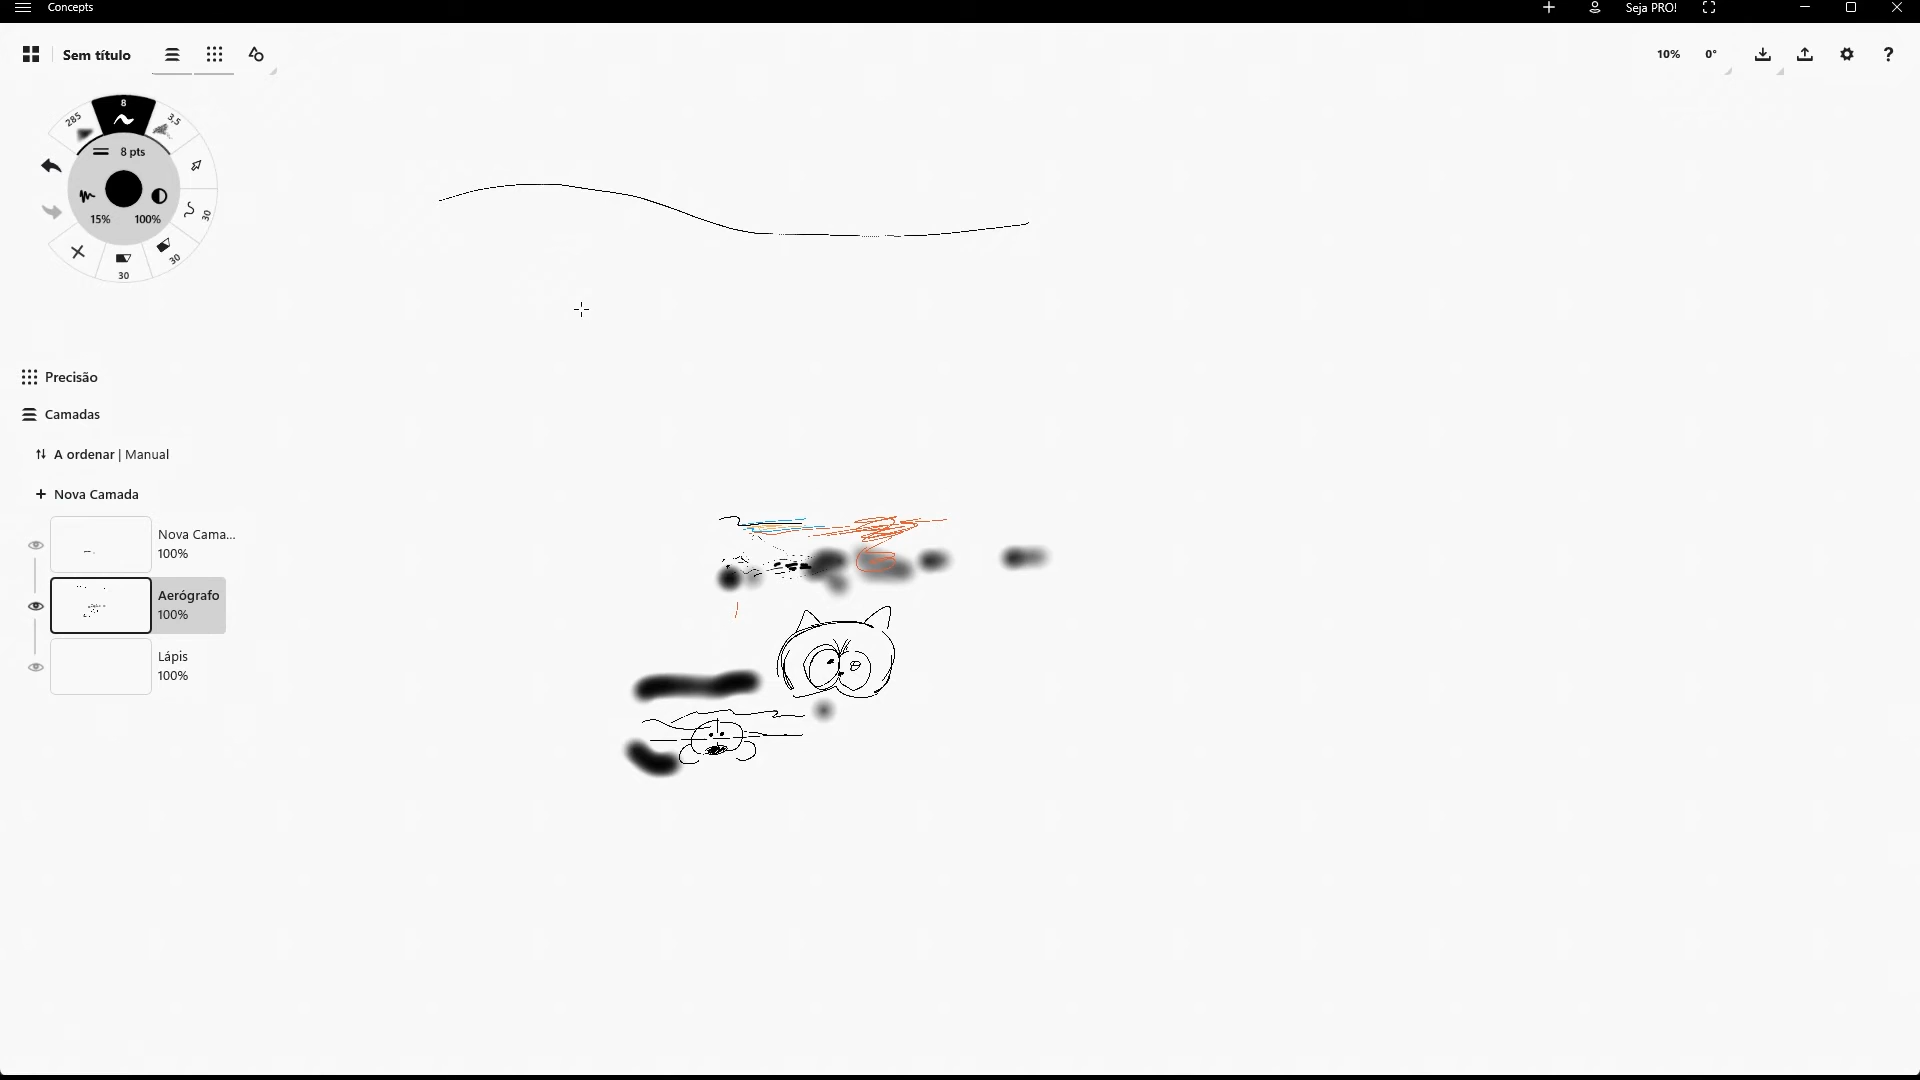 Concepts
Seja PRO!
Sem título
10%
0°
8
285
3,5
8 pts
15%
100%
30
30
30
Precisão
Camadas
A ordenar | Manual
Nova Camada
Nova Cama...
100%
Aerógrafo
100%
Lápis
100%